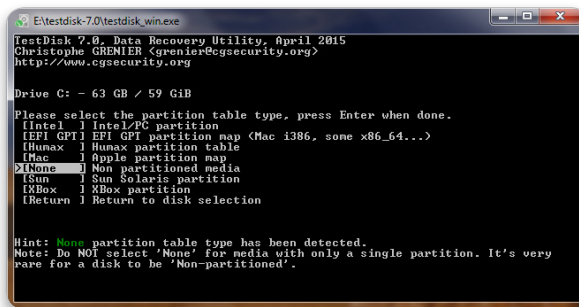 E:\testdisk-7.0\testdisk_win.exe
TestDisk 7.0, Data Recovery Utility, April 2015
Christophe GRENIER <grenier@cgsecurity.org>
http://www.cgsecurity.org
Drive C: - 63 GB / 59 GiB
Please select the partition table type, press Enter when done.
[Intel  ] Intel/PC partition
[EFI GPT] EFI GPT partition map (Mac i386, some x86_64...)
[Humax  ] Humax partition table
[Mac    ] Apple partition map
>[None   ] Non partitioned media
[Sun    ] Sun Solaris partition
[XBox   ] XBox partition
[Return ] Return to disk selection
Hint: None partition table type has been detected.
Note: Do NOT select 'None' for media with only a single partition. It's very
rare for a disk to be 'Non-partitioned'.